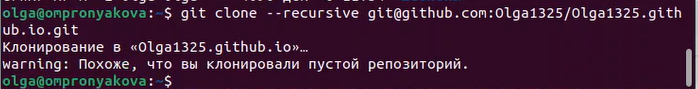 olga@ompronyakova:~$ git clone --recursive git@github.com:Olga1325/Olga1325.gith
ub.io.git
Клонирование в «Olga1325.github.io»…
warning: Похоже, что вы клонировали пустой репозиторий.
olga@ompronyakova:~$